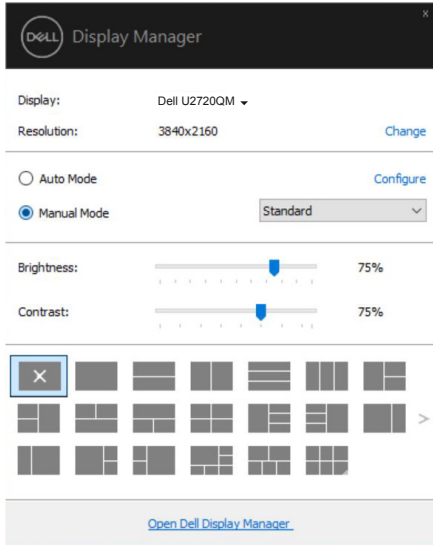 x
DELL Display Manager
Display: Dell U2720QM
Resolution: 3840x2160 Change
Auto Mode Configure
Manual Mode Standard
Brightness: 75%
Contrast: 75%
Open Dell Display Manager